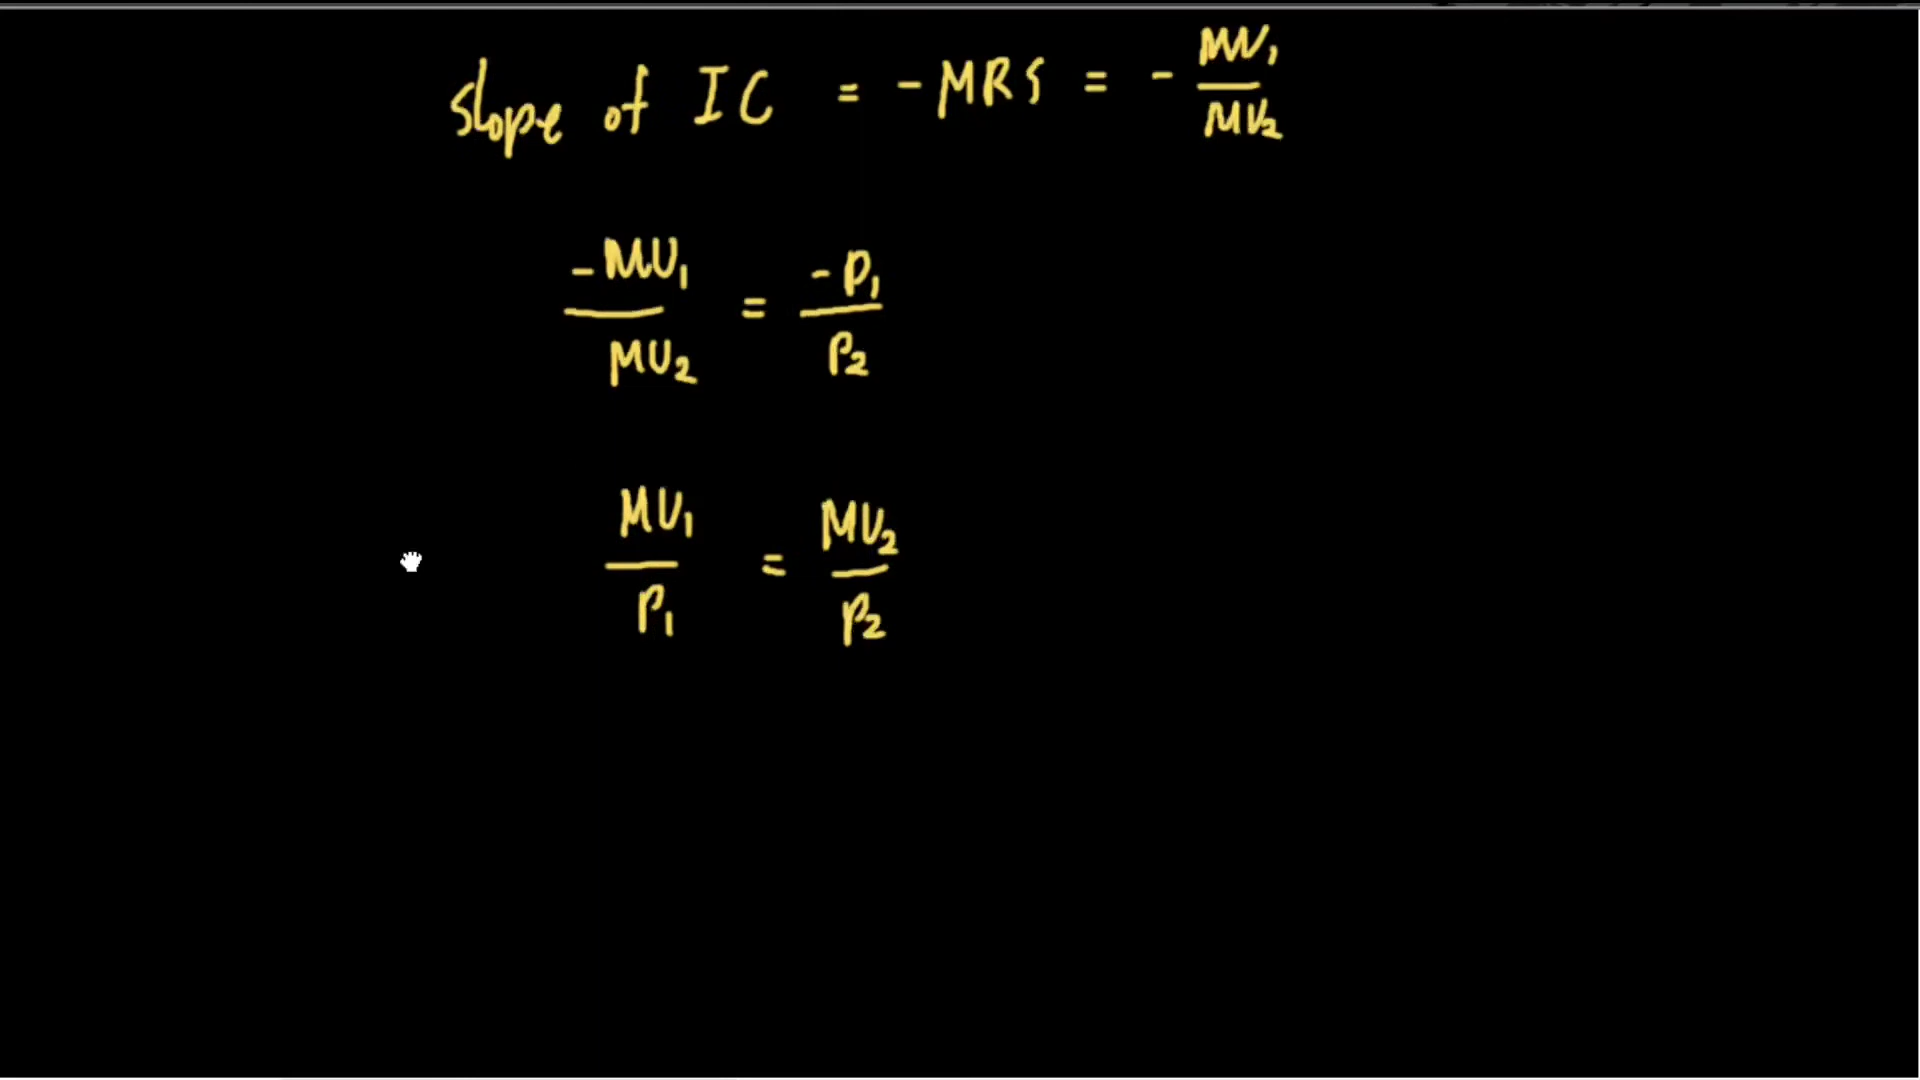 slope of IC = - MRS = - MU₁/MU₂
-MU₁/MU₂ = -P₁/P₂
MU₁/P₁ = MU₂/P₂